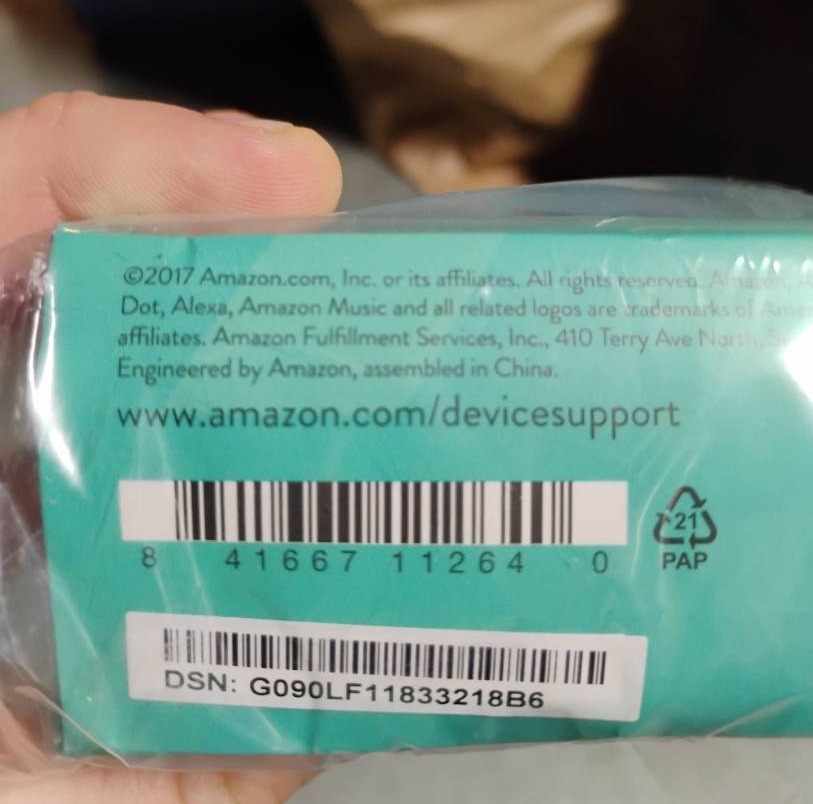 ©2017 Amazon.com, Inc. or its affiliates. All rights reserved. Amazon,
Dot, Alexa, Amazon Music and all related logos are trademarks of
affiliates. Amazon Fulfillment Services, Inc., 410 Terry Ave North,
Engineered by Amazon, assembled in China.
www.amazon.com/devicesupport
8 41667 11264 0
21
PAP
DSN: G090LF11833218B6